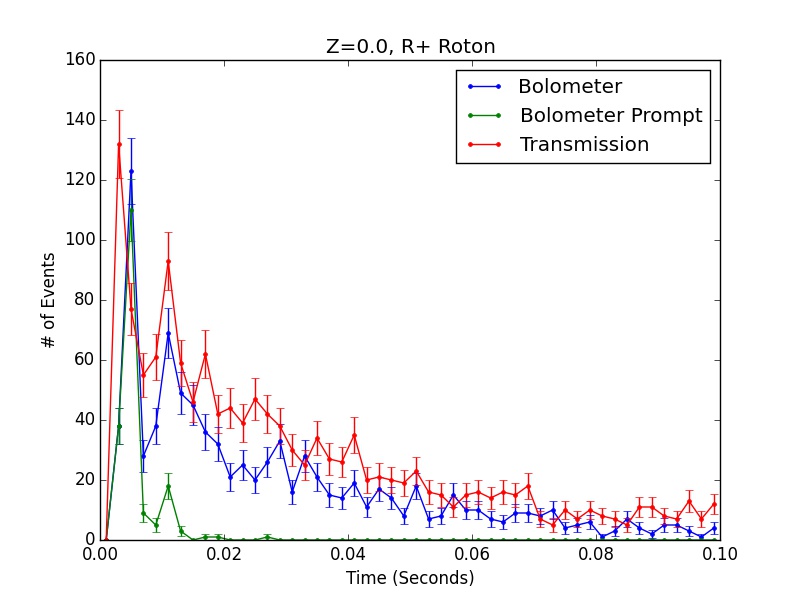 Z=0.0, R+ Roton
160
140
120
100
80
60
40
20
0
# of Events
Bolometer
Bolometer Prompt
Transmission
0.00 0.02 0.04 0.06 0.08 0.10
Time (Seconds)